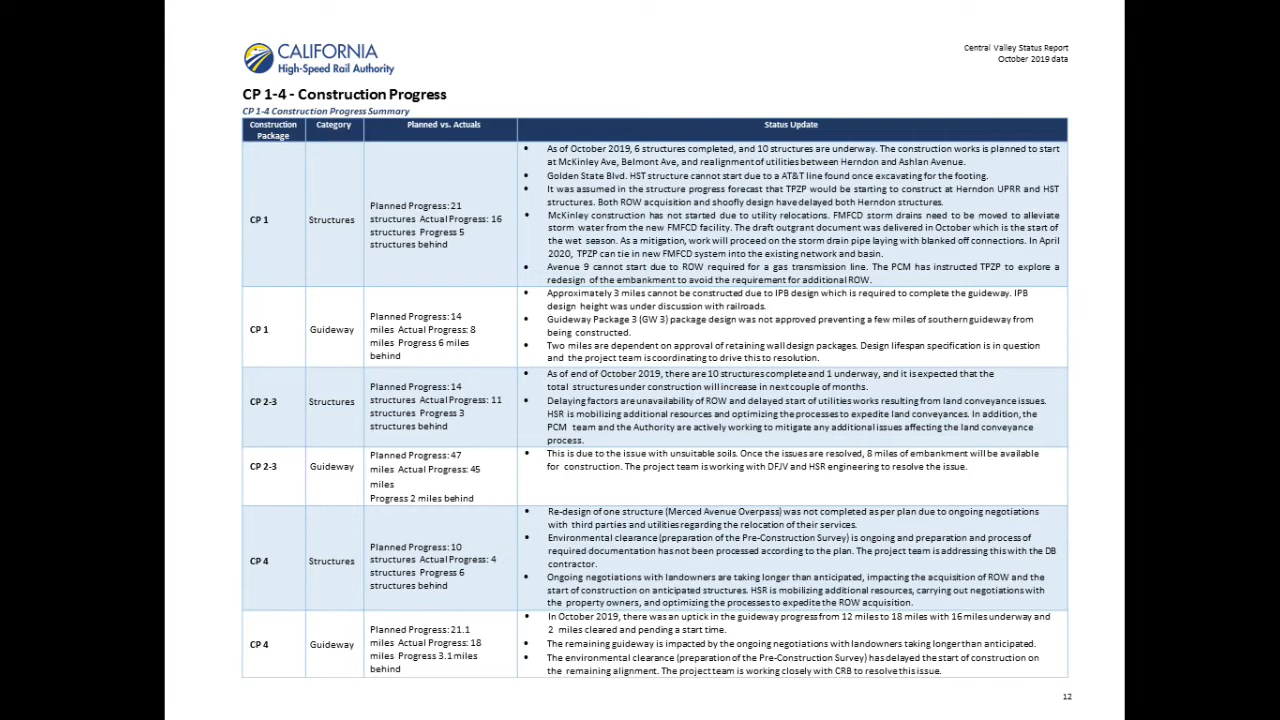 CALIFORNIA
High-Speed Rail Authority
Central Valley Status Report
October 2019 data
CP 1-4 - Construction Progress
CP 1-4 Construction Progress Summary
Construction
Package
Category
Planned vs. Actuals
Status Update
CP 1
Structures
Planned Progress: 21
structures Actual Progress: 16
structures Progress 5
structures behind
• As of October 2019, 6 structures completed, and 10 structures are underway. The construction works is planned to start
at McKinley Ave, Belmont Ave, and realignment of utilities between Herndon and Ashlan Avenue.
• Golden State Blvd. HST structure cannot start due to a AT&T line found once excavating for the footing.
• It was assumed in the structure progress forecast that TPZP would be starting to construct at Herndon UPRR and HST
structures. Both ROW acquisition and shoofly design have delayed both Herndon structures.
• McKinley construction has not started due to utility relocations. FMFCD storm drains need to be moved to alleviate
storm water from the new FMFCD facility. The draft outgrant document was delivered in October which is the start of
the wet season. As a mitigation, work will proceed on the storm drain pipe laying with blanked off connections. In April
2020, TPZP can tie in new FMFCD system into the existing network and basin.
• Avenue 9 cannot start due to ROW required for a gas transmission line. The PCM has instructed TPZP to explore a
redesign of the embankment to avoid the requirement for additional ROW.
CP 1
Guideway
Planned Progress: 14
miles Actual Progress: 8
miles Progress 6 miles
behind
• Approximately 3 miles cannot be constructed due to IPB design which is required to complete the guideway. IPB
design height was under discussion with railroads.
• Guideway Package 3 (GW 3) package design was not approved preventing a few miles of southern guideway from
being constructed.
• Two miles are dependent on approval of retaining wall design packages. Design lifespan specification is in question
and the project team is coordinating to drive this to resolution.
CP 2-3
Structures
Planned Progress: 14
structures Actual Progress: 11
structures Progress 3
structures behind
• As of end of October 2019, there are 10 structures complete and 1 underway, and it is expected that the
total structures under construction will increase in next couple of months.
• Delaying factors are unavailability of ROW and delayed start of utilities works resulting from land conveyance issues.
HSR is mobilizing additional resources and optimizing the processes to expedite land conveyances. In addition, the
PCM team and the Authority are actively working to mitigate any additional issues affecting the land conveyance
process.
CP 2-3
Guideway
Planned Progress: 47
miles Actual Progress: 45
miles
Progress 2 miles behind
• This is due to the issue with unsuitable soils. Once the issues are resolved, 8 miles of embankment will be available
for construction. The project team is working with DFJV and HSR engineering to resolve the issue.
CP 4
Structures
Planned Progress: 10
structures Actual Progress: 4
structures Progress 6
structures behind
• Re-design of one structure (Merced Avenue Overpass) was not completed as per plan due to ongoing negotiations
with third parties and utilities regarding the relocation of their services.
• Environmental clearance (preparation of the Pre-Construction Survey) is ongoing and preparation and process of
required documentation has not been processed according to the plan. The project team is addressing this with the DB
contractor.
• Ongoing negotiations with landowners are taking longer than anticipated, impacting the acquisition of ROW and the
start of construction on anticipated structures. HSR is mobilizing additional resources, carrying out negotiations with
the property owners, and optimizing the processes to expedite the ROW acquisition.
CP 4
Guideway
Planned Progress: 21.1
miles Actual Progress: 18
miles Progress 3.1 miles
behind
• In October 2019, there was an uptick in the guideway progress from 12 miles to 18 miles with 16 miles underway and
2 miles cleared and pending a start time.
• The remaining guideway is impacted by the ongoing negotiations with landowners taking longer than anticipated.
• The environmental clearance (preparation of the Pre-Construction Survey) has delayed the start of construction on
the remaining alignment. The project team is working closely with CRB to resolve this issue.
12